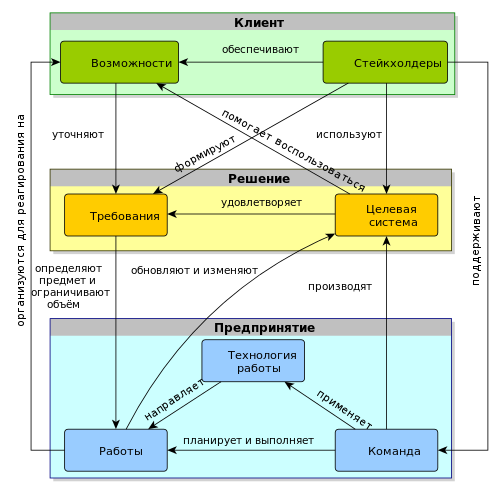 Клиент
обеспечивают
Возможности
Стейкхолдеры
уточняют
помогает воспользоваться
формируют
используют
Решение
удовлетворяет
Требования
Целевая
система
организуются для реагирования на
поддерживают
определяют
предмет и
ограничивают
объём
обновляют и изменяют
производят
Предприятие
Технология
работы
направляет
применяет
планирует и выполняет
Работы
Команда